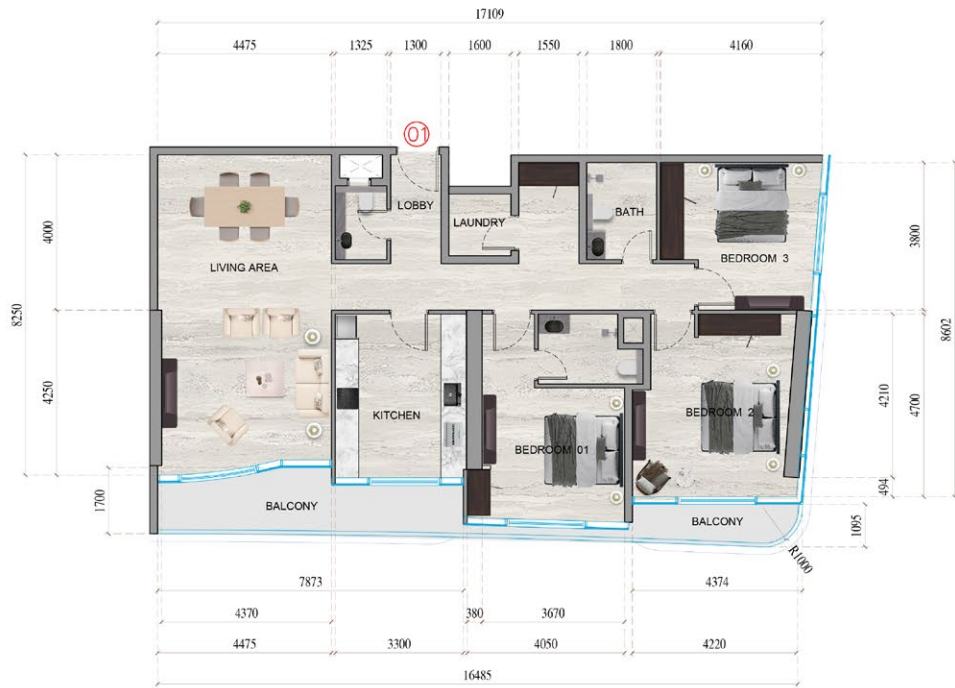 17109
4475
1325
1300
1600
1550
1800
4160
01
LOBBY
LAUNDRY
BATH
BEDROOM 3
LIVING AREA
8250
4000
4250
1700
3800
8602
4210
4700
494
1095
KITCHEN
BEDROOM 01
BEDROOM 2
BALCONY
BALCONY
R1000
7873
4374
4370
380
3670
4475
3300
4050
4220
16485